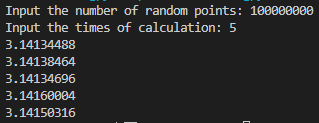 Input the number of random points: 100000000
Input the times of calculation: 5
3.14134488
3.14138464
3.14134696
3.14160004
3.14150316